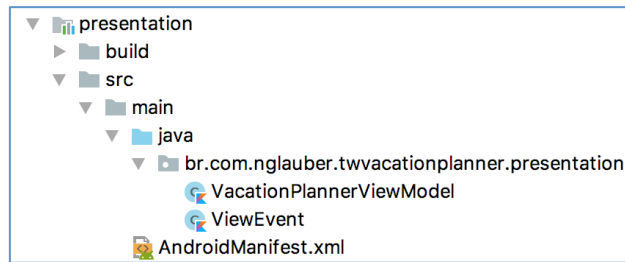 presentation
build
src
main
java
br.com.nglauber.twvacationplanner.presentation
VacationPlannerViewModel
ViewEvent
AndroidManifest.xml